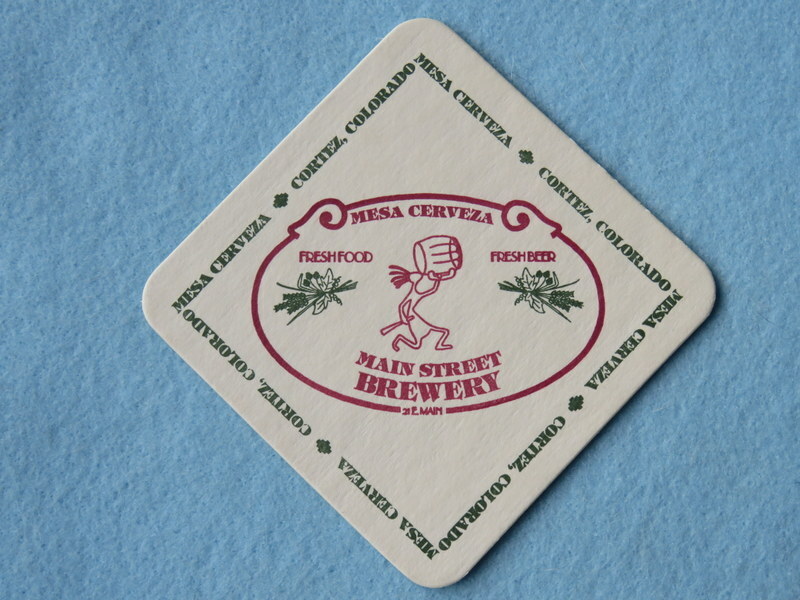 MESA CERVEZA
FRESH FOOD
FRESH BEER
MAIN STREET
BREWERY
21 E. MAIN
MESA CERVEZA ♣ CORTEZ, COLORADO
MESA CERVEZA ♣ CORTEZ, COLORADO
MESA CERVEZA ♣ CORTEZ, COLORADO
MESA CERVEZA ♣ CORTEZ, COLORADO